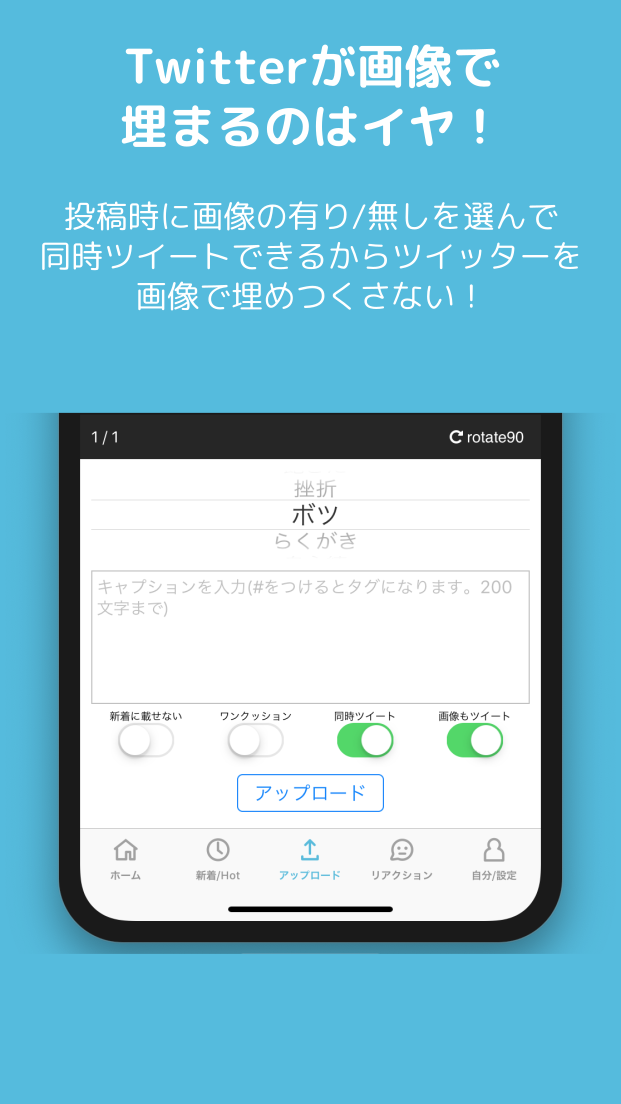 Twitterが画像で
埋まるのはイヤ！
投稿時に画像の有り/無しを選んで
同時ツイートできるからツイッターを
画像で埋めつくさない！
1 / 1 rotate90
挫折
ボツ
らくがき
キャプションを入力(#をつけるとタグになります。200
文字まで)
新着に載せない ワンクッション 同時ツイート 画像もツイート
アップロード
ホーム 新着/Hot アップロード リアクション 自分/設定